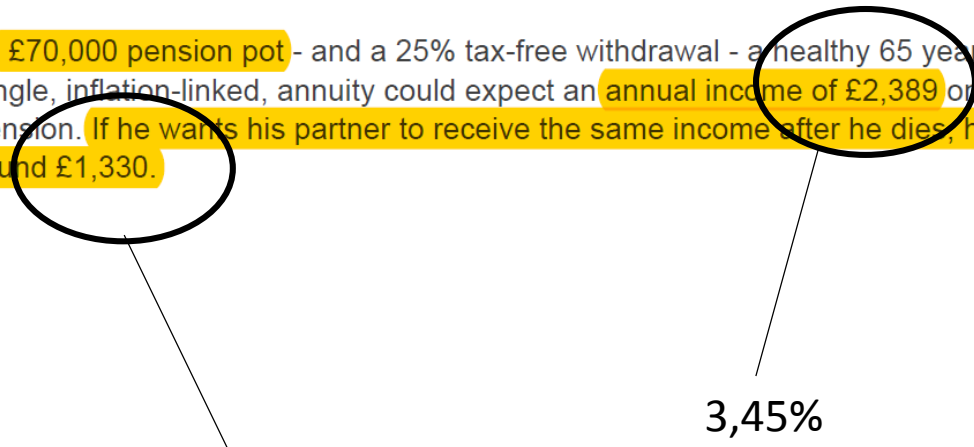 £70,000 pension pot - and a 25% tax-free withdrawal - a healthy 65 yea
ngle, inflation-linked, annuity could expect an annual income of £2,389 or
ension. If he wants his partner to receive the same income after he dies, h
und £1,330.
3,45%